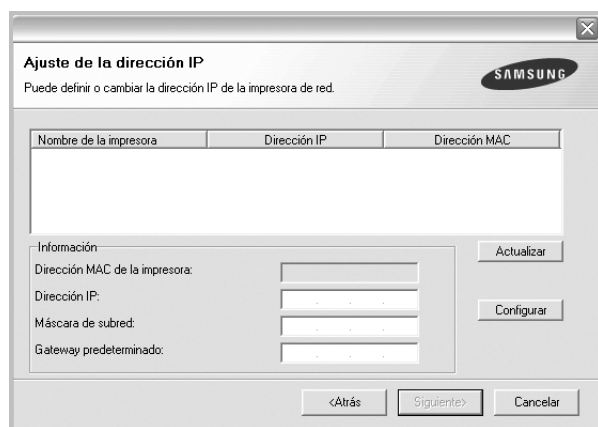 Ajuste de la dirección IP
Puede definir o cambiar la dirección IP de la impresora de red.
SAMSUNG
Nombre de la impresora Dirección IP Dirección MAC
Información
Actualizar
Dirección MAC de la impresora:
Dirección IP:
Configurar
Máscara de subred:
Gateway predeterminado:
<Atrás Siguiente> Cancelar